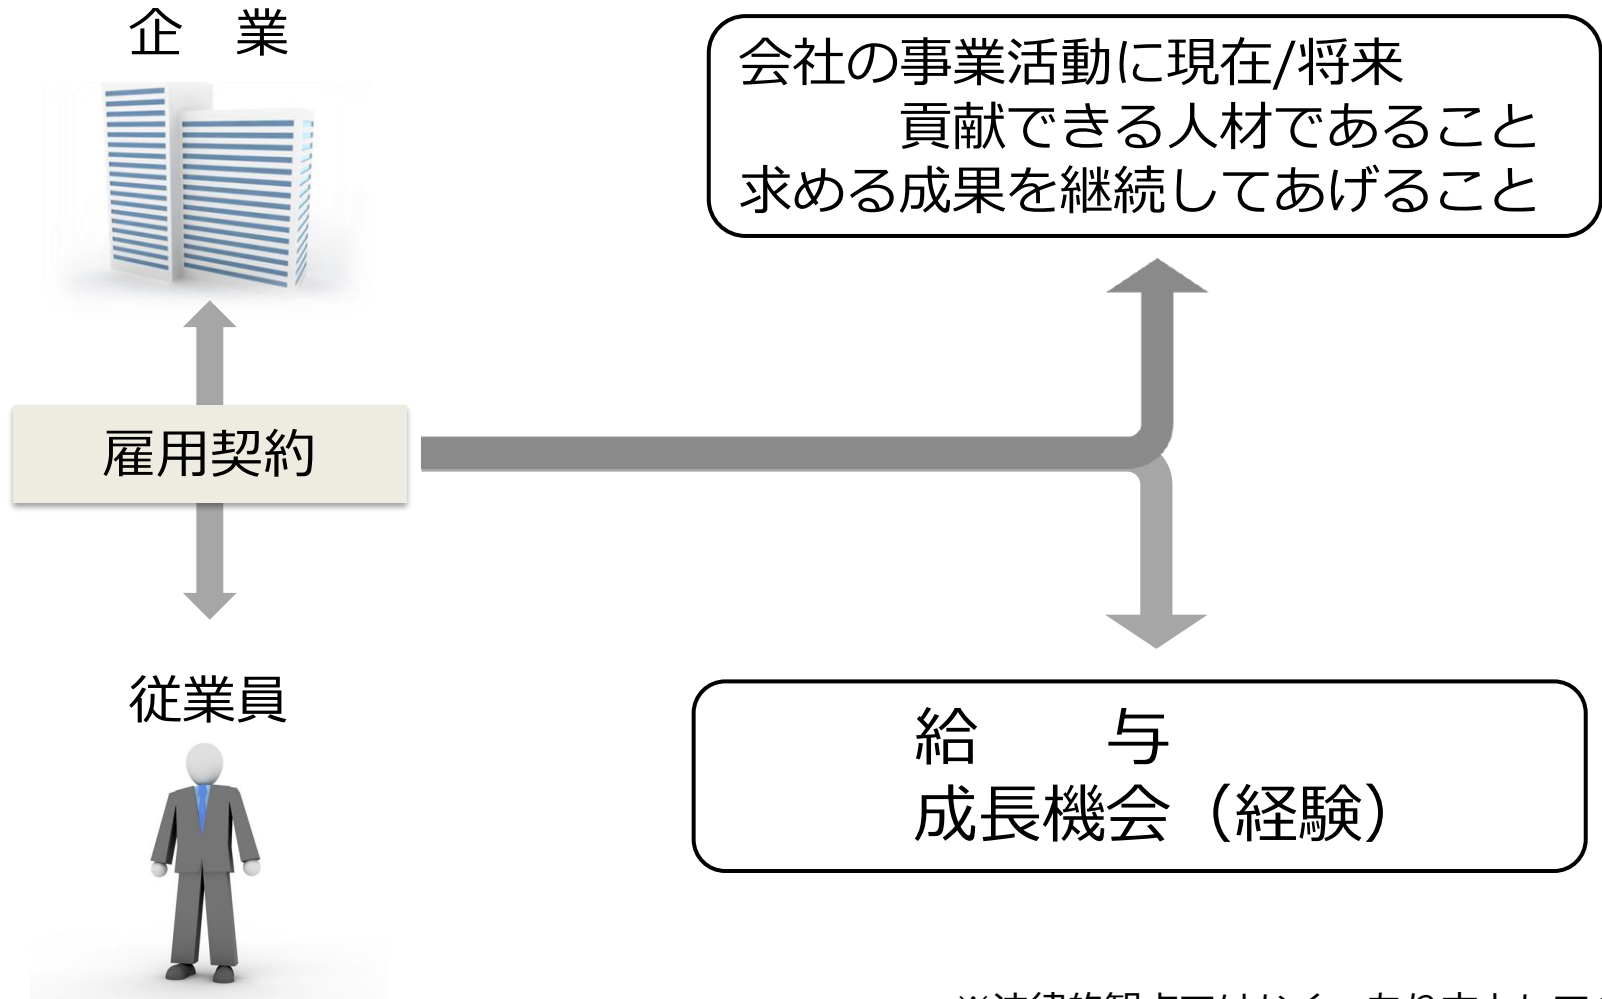 企　業
会社の事業活動に現在/将来
貢献できる人材であること
求める成果を継続してあげること
雇用契約
従業員
給　　与
成長機会（経験）